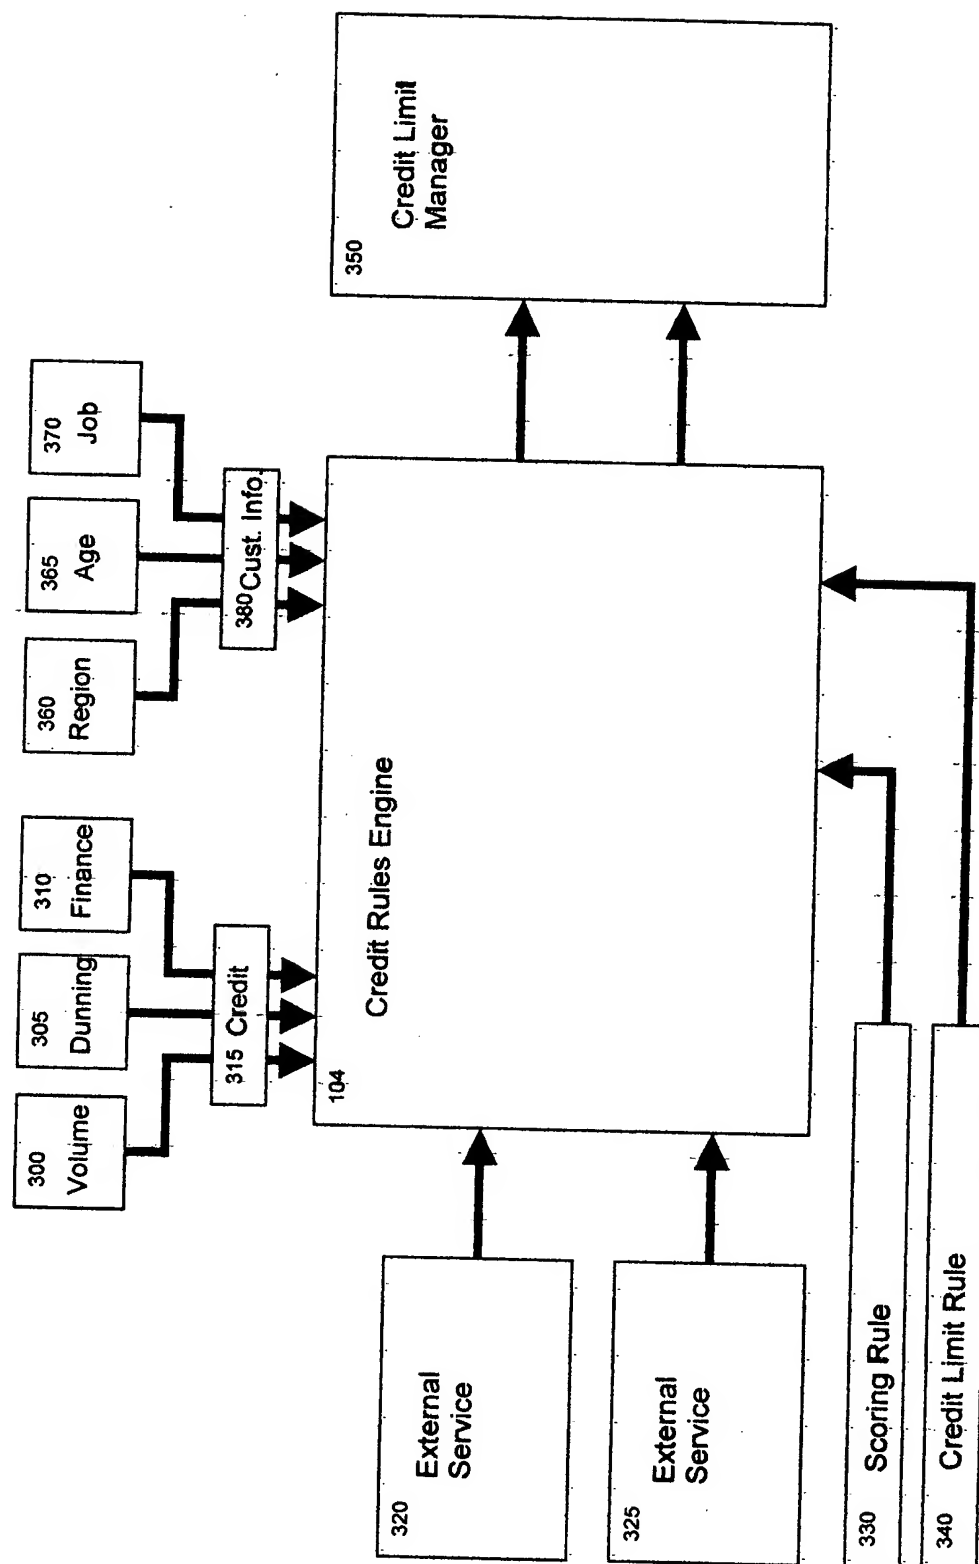 300
Volume
305
Dunning
310
Finance
360
Region
365
Age
370
Job
315 Credit
380 Cust. Info.
320
External
Service
325
External
Service
104
Credit Rules Engine
350
Credit Limit
Manager
330
Scoring Rule
340
Credit Limit Rule